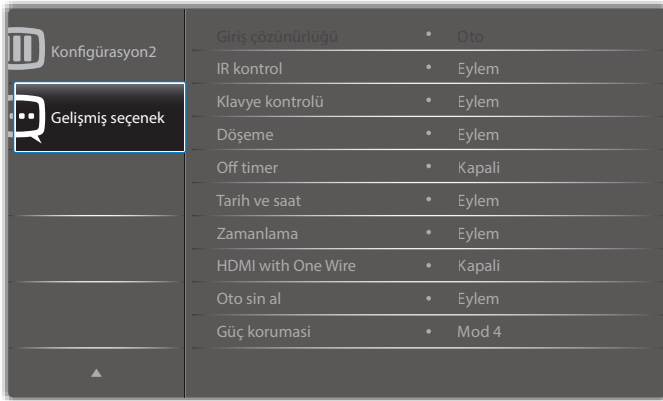 Konfigürasyon2
Gelişmiş seçenek
Giriş çözünürlüğü • Oto
IR kontrol • Eylem
Klavye kontrolü • Eylem
Döşeme • Eylem
Off timer • Kapali
Tarih ve saat • Eylem
Zamanlama • Eylem
HDMI with One Wire • Kapali
Oto sin al • Eylem
Güç korumasi • Mod 4